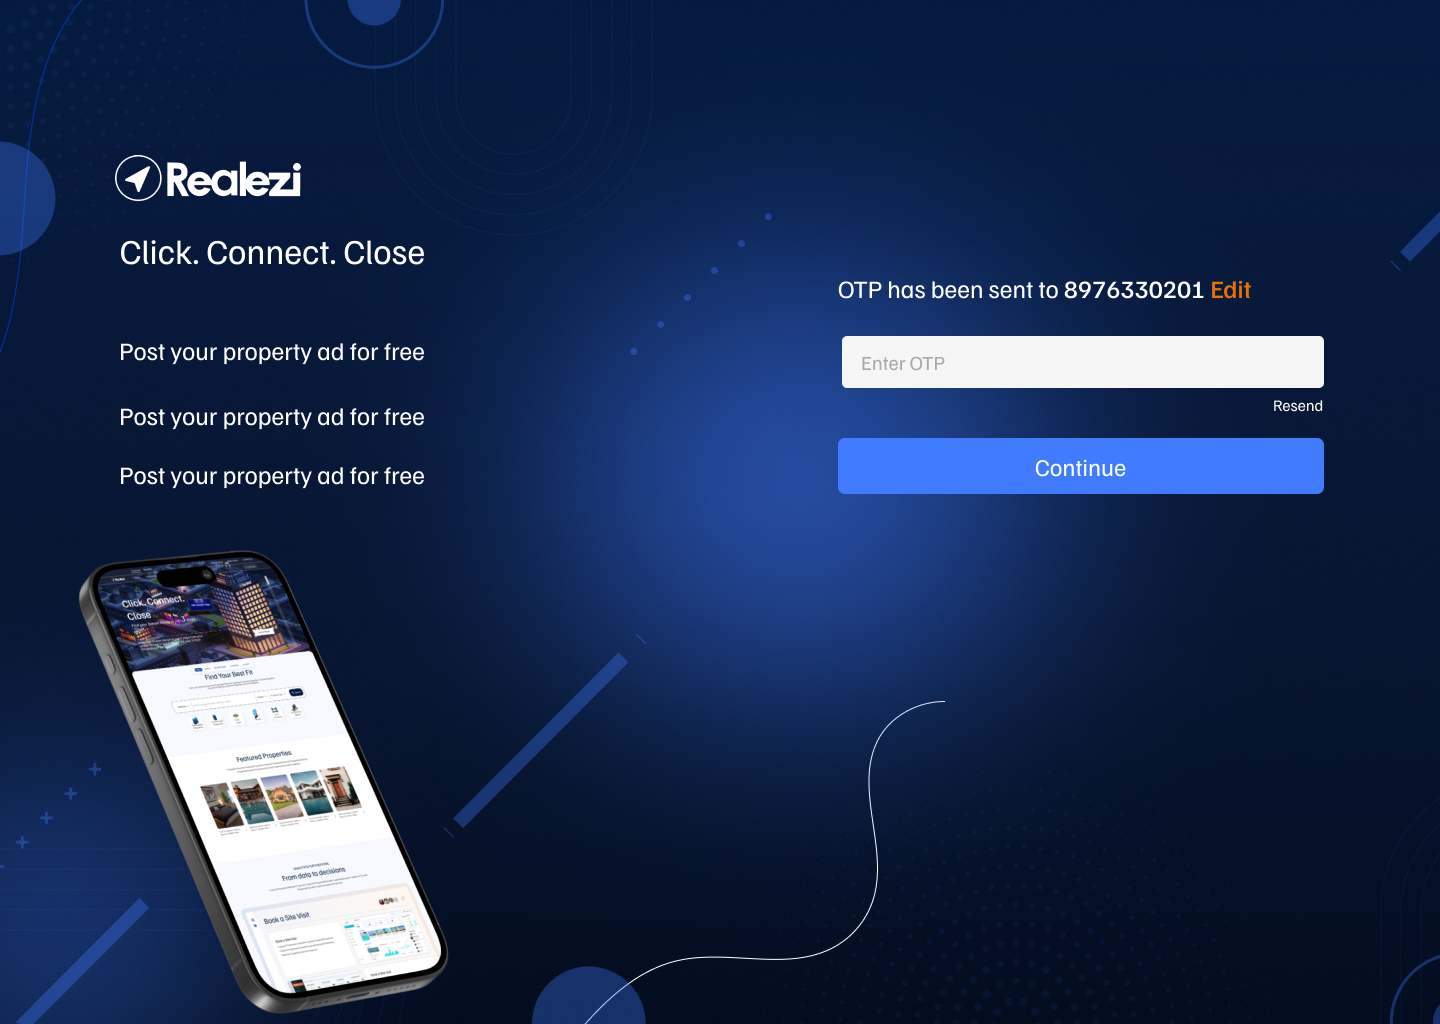 Realezi
Click. Connect. Close
Post your property ad for free
Post your property ad for free
Post your property ad for free
OTP has been sent to 8976330201 Edit
Enter OTP
Resend
Continue
Click. Connect.
Close
Find Your Best Fit
Featured Properties
From data to decisions
Book a Site Visit